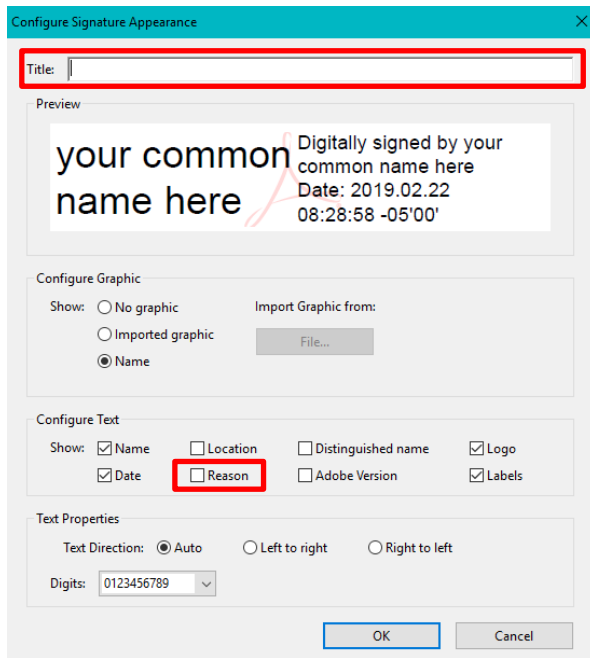 Configure Signature Appearance
Title:
Preview
your common
name here
Digitally signed by your
common name here
Date: 2019.02.22
08:28:58 -05'00'
Configure Graphic
Show: No graphic Import Graphic from:
Imported graphic File...
Name
Configure Text
Show: Name Location Distinguished name Logo
Date Reason Adobe Version Labels
Text Properties
Text Direction: Auto Left to right Right to left
Digits: 0123456789
OK Cancel